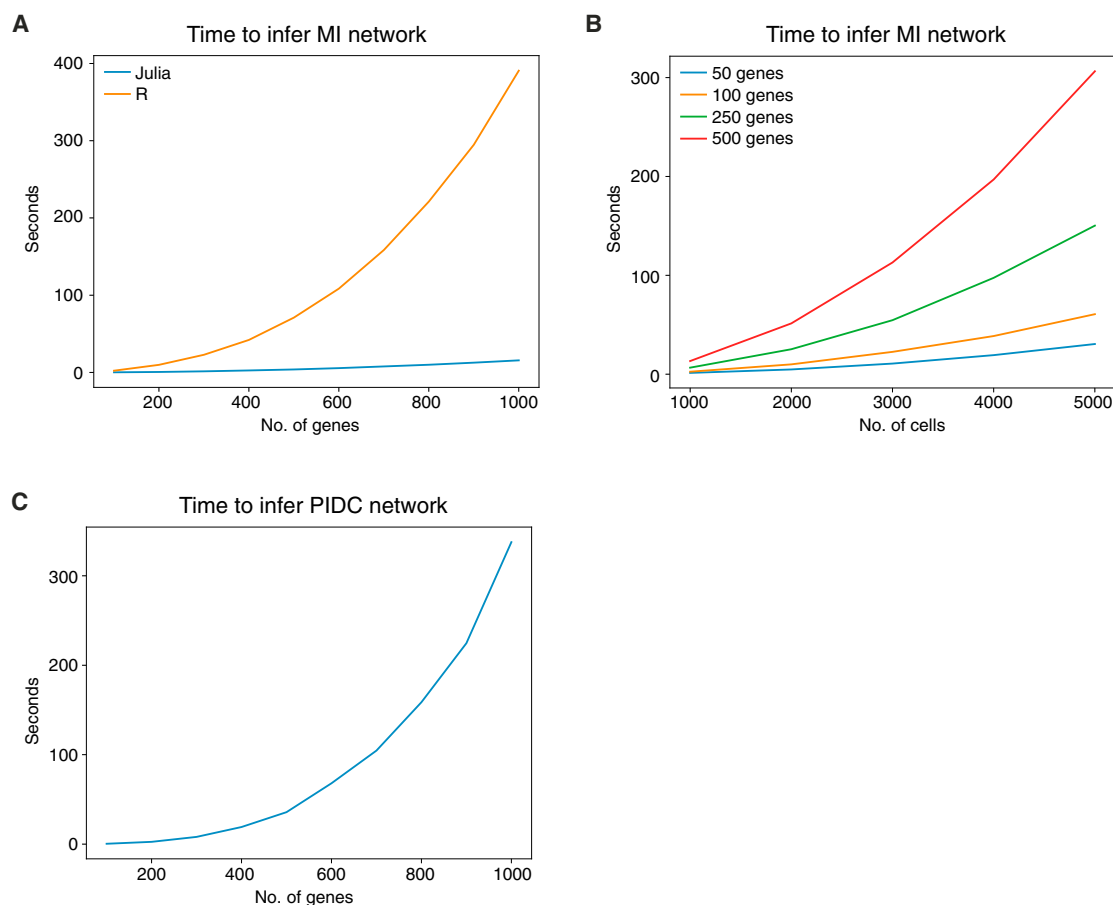 A
Time to infer MI network
Julia
R
400
300
200
100
0
Seconds
200
400
600
800
1000
No. of genes
B
Time to infer MI network
50 genes
100 genes
250 genes
500 genes
300
200
100
0
Seconds
1000
2000
3000
4000
5000
No. of cells
C
Time to infer PIDC network
300
200
100
0
Seconds
200
400
600
800
1000
No. of genes